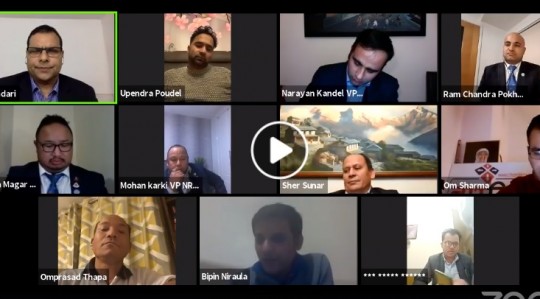 dari
Upendra Poudel
Narayan Kandel VP...
Ram Chandra Pokh...
Magar ...
Mohan karki VP NR...
Sher Sunar
Om Sharma
Omprasad Thapa
Bipin Niraula